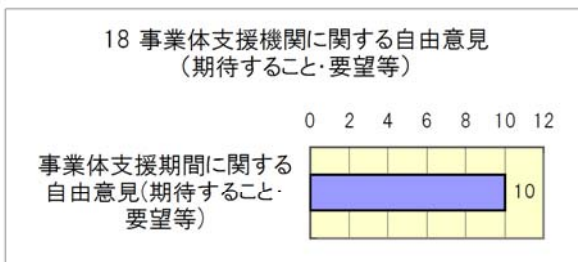 18 事業体支援機関に関する自由意見
(期待すること･要望等)
0 2 4 6 8 10 12
事業体支援期間に関する
自由意見(期待すること･
要望等)
10